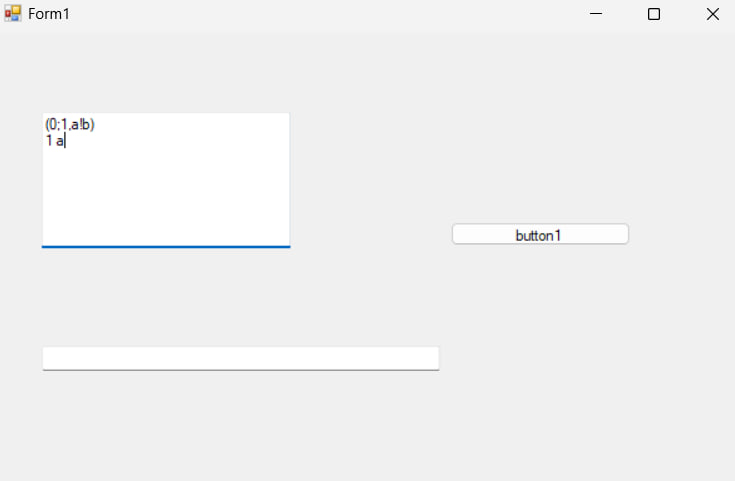 Form1
(0;1,a!b)
1 a
button1